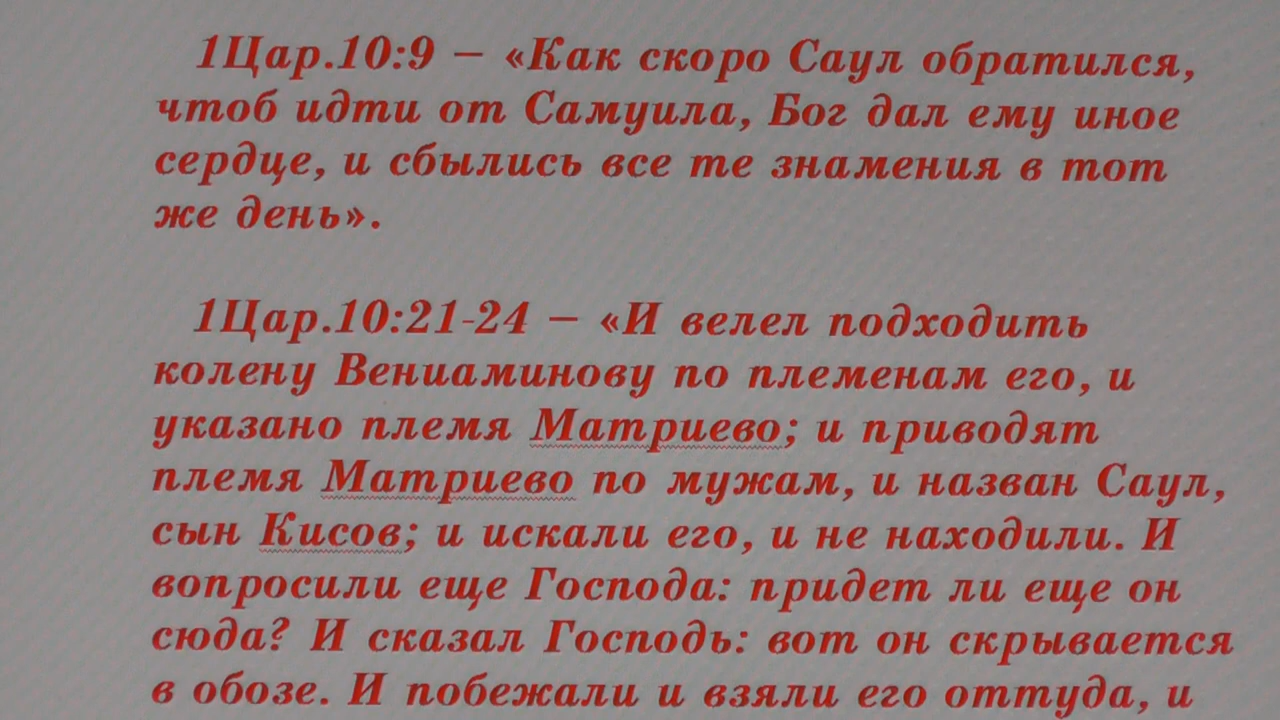 1Цар.10:9 – «Как скоро Саул обратился,
чтоб идти от Самуила, Бог дал ему иное
сердце, и сбылись все те знамения в тот
же день».
1Цар.10:21-24 – «И велел подходить
колену Вениаминову по племенам его, и
указано племя Матриево; и приводят
племя Матриево по мужам, и назван Саул,
сын Кисов; и искали его, и не находили. И
вопросили еще Господа: придет ли еще он
сюда? И сказал Господь: вот он скрывается
в обозе. И побежали и взяли его оттуда, и